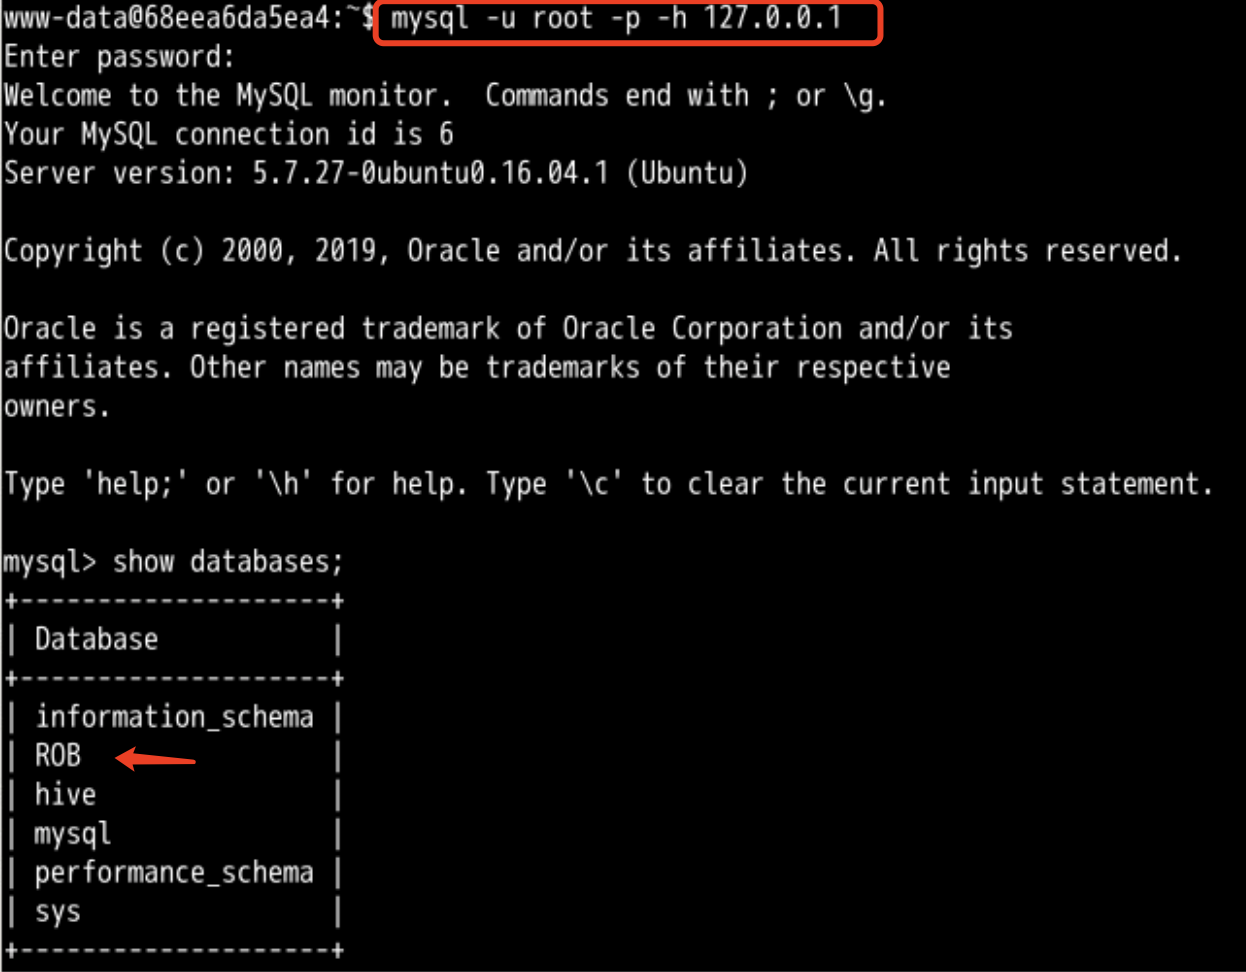 www-data@68eea6da5ea4:~$ mysql -u root -p -h 127.0.0.1
Enter password:
Welcome to the MySQL monitor.  Commands end with ; or \g.
Your MySQL connection id is 6
Server version: 5.7.27-0ubuntu0.16.04.1 (Ubuntu)
Copyright (c) 2000, 2019, Oracle and/or its affiliates. All rights reserved.
Oracle is a registered trademark of Oracle Corporation and/or its
affiliates. Other names may be trademarks of their respective
owners.
Type 'help;' or '\h' for help. Type '\c' to clear the current input statement.
mysql> show databases;
+--------------------+
| Database           |
+--------------------+
| information_schema |
| ROB                |
| hive               |
| mysql              |
| performance_schema |
| sys                |
+--------------------+